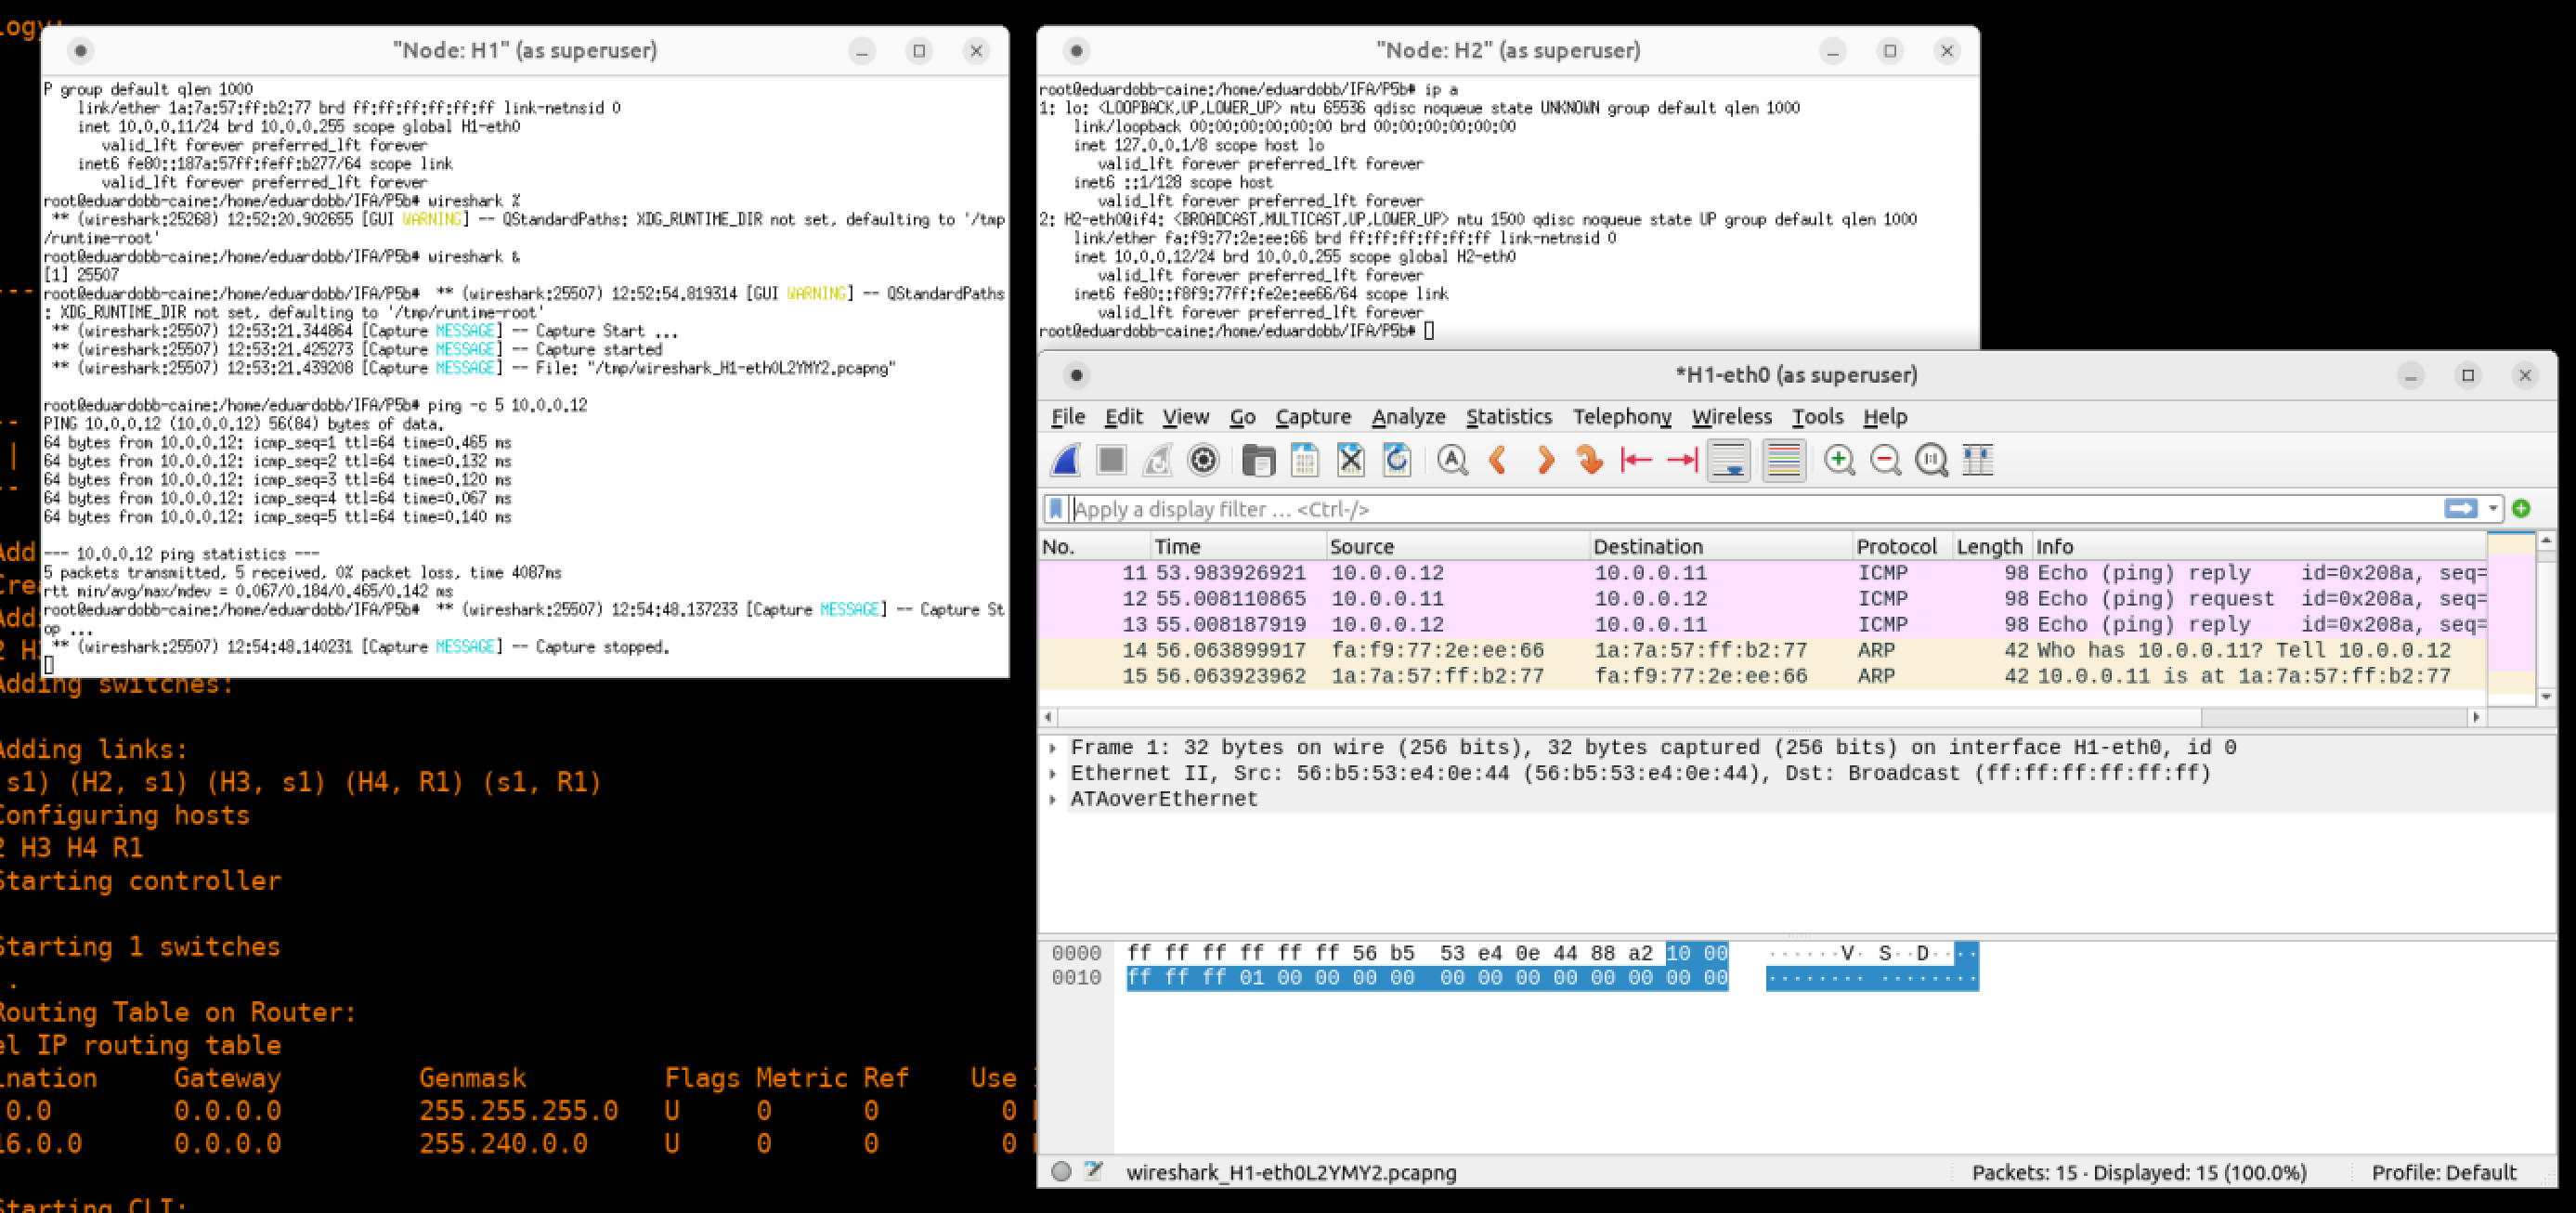 logy:
"Node: H1" (as superuser)
P group default qlen 1000
link/ether 1a:7a:57:ff:b2:77 brd ff:ff:ff:ff:ff:ff link-netnsid 0
inet 10.0.0.11/24 brd 10.0.0.255 scope global H1-eth0
valid_lft forever preferred_lft forever
inet6 fe80::187a:57ff:feff:b277/64 scope link
valid_lft forever preferred_lft forever
root@eduardobb-caine:/home/eduardobb/IFA/P5b# wireshark %
** (wireshark:25268) 12:52:20.902655 [GUI WARNING] -- QStandardPaths: XDG_RUNTIME_DIR not set, defaulting to '/tmp
/runtime-root'
root@eduardobb-caine:/home/eduardobb/IFA/P5b# wireshark &
[1] 25507
root@eduardobb-caine:/home/eduardobb/IFA/P5b#  ** (wireshark:25507) 12:52:54.819314 [GUI WARNING] -- QStandardPaths
: XDG_RUNTIME_DIR not set, defaulting to '/tmp/runtime-root'
** (wireshark:25507) 12:53:21.344864 [Capture MESSAGE] -- Capture Start ...
** (wireshark:25507) 12:53:21.425273 [Capture MESSAGE] -- Capture started
** (wireshark:25507) 12:53:21.439208 [Capture MESSAGE] -- File: "/tmp/wireshark_H1-eth0L2YMY2.pcapng"
root@eduardobb-caine:/home/eduardobb/IFA/P5b# ping -c 5 10.0.0.12
PING 10.0.0.12 (10.0.0.12) 56(84) bytes of data.
64 bytes from 10.0.0.12: icmp_seq=1 ttl=64 time=0.465 ms
64 bytes from 10.0.0.12: icmp_seq=2 ttl=64 time=0.132 ms
64 bytes from 10.0.0.12: icmp_seq=3 ttl=64 time=0.120 ms
64 bytes from 10.0.0.12: icmp_seq=4 ttl=64 time=0.067 ms
64 bytes from 10.0.0.12: icmp_seq=5 ttl=64 time=0.140 ms
--- 10.0.0.12 ping statistics ---
5 packets transmitted, 5 received, 0% packet loss, time 4087ms
rtt min/avg/max/mdev = 0.067/0.184/0.465/0.142 ms
root@eduardobb-caine:/home/eduardobb/IFA/P5b#  ** (wireshark:25507) 12:54:48.137233 [Capture MESSAGE] -- Capture St
op ...
** (wireshark:25507) 12:54:48.140231 [Capture MESSAGE] -- Capture stopped.
"Node: H2" (as superuser)
root@eduardobb-caine:/home/eduardobb/IFA/P5b# ip a
1: lo: <LOOPBACK,UP,LOWER_UP> mtu 65536 qdisc noqueue state UNKNOWN group default qlen 1000
link/loopback 00:00:00:00:00:00 brd 00:00:00:00:00:00
inet 127.0.0.1/8 scope host lo
valid_lft forever preferred_lft forever
inet6 ::1/128 scope host
valid_lft forever preferred_lft forever
2: H2-eth0@if4: <BROADCAST,MULTICAST,UP,LOWER_UP> mtu 1500 qdisc noqueue state UP group default qlen 1000
link/ether fa:f9:77:2e:ee:66 brd ff:ff:ff:ff:ff:ff link-netnsid 0
inet 10.0.0.12/24 brd 10.0.0.255 scope global H2-eth0
valid_lft forever preferred_lft forever
inet6 fe80::f8f9:77ff:fe2e:ee66/64 scope link
valid_lft forever preferred_lft forever
root@eduardobb-caine:/home/eduardobb/IFA/P5b#
*H1-eth0 (as superuser)
File Edit View Go Capture Analyze Statistics Telephony Wireless Tools Help
Apply a display filter ... <Ctrl-/>
No. Time Source Destination Protocol Length Info
11 53.983926921 10.0.0.12 10.0.0.11 ICMP 98 Echo (ping) reply id=0x208a, seq=
12 55.008110865 10.0.0.11 10.0.0.12 ICMP 98 Echo (ping) request id=0x208a, seq=
13 55.008187919 10.0.0.12 10.0.0.11 ICMP 98 Echo (ping) reply id=0x208a, seq=
14 56.063899917 fa:f9:77:2e:ee:66 1a:7a:57:ff:b2:77 ARP 42 Who has 10.0.0.11? Tell 10.0.0.12
15 56.063923962 1a:7a:57:ff:b2:77 fa:f9:77:2e:ee:66 ARP 42 10.0.0.11 is at 1a:7a:57:ff:b2:77
Frame 1: 32 bytes on wire (256 bits), 32 bytes captured (256 bits) on interface H1-eth0, id 0
Ethernet II, Src: 56:b5:53:e4:0e:44 (56:b5:53:e4:0e:44), Dst: Broadcast (ff:ff:ff:ff:ff:ff)
ATAoverEthernet
0000 ff ff ff ff ff ff 56 b5 53 e4 0e 44 88 a2 10 00 ······V· S··D····
0010 ff ff ff 01 00 00 00 00 00 00 00 00 00 00 00 00 ········ ········
wireshark_H1-eth0L2YMY2.pcapng Packets: 15 · Displayed: 15 (100.0%) Profile: Default
Add
Cre
Addi
2 H
Adding switches:
Adding links:
s1) (H2, s1) (H3, s1) (H4, R1) (s1, R1)
Configuring hosts
2 H3 H4 R1
Starting controller
Starting 1 switches
.
Routing Table on Router:
el IP routing table
ination Gateway Genmask Flags Metric Ref Use
0.0 0.0.0.0 255.255.255.0 U 0 0 0
16.0.0 0.0.0.0 255.240.0.0 U 0 0 0
Starting CLI: